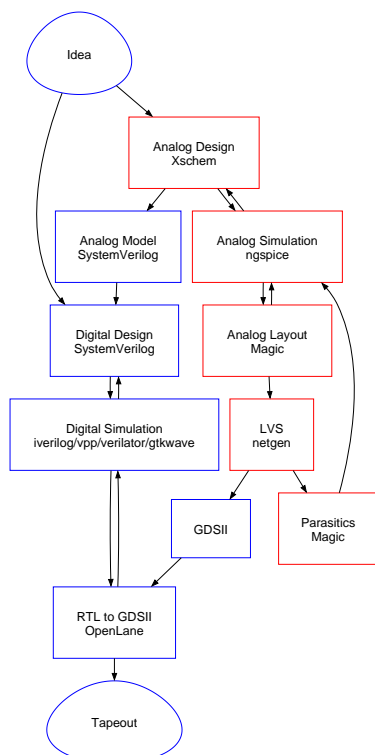 Idea
Analog Design
Xschem
Analog Model
SystemVerilog
Analog Simulation
ngspice
Digital Design
SystemVerilog
Analog Layout
Magic
Digital Simulation
iverilog/vpp/verilator/gtkwave
LVS
netgen
GDSII
Parasitics
Magic
RTL to GDSII
OpenLane
Tapeout